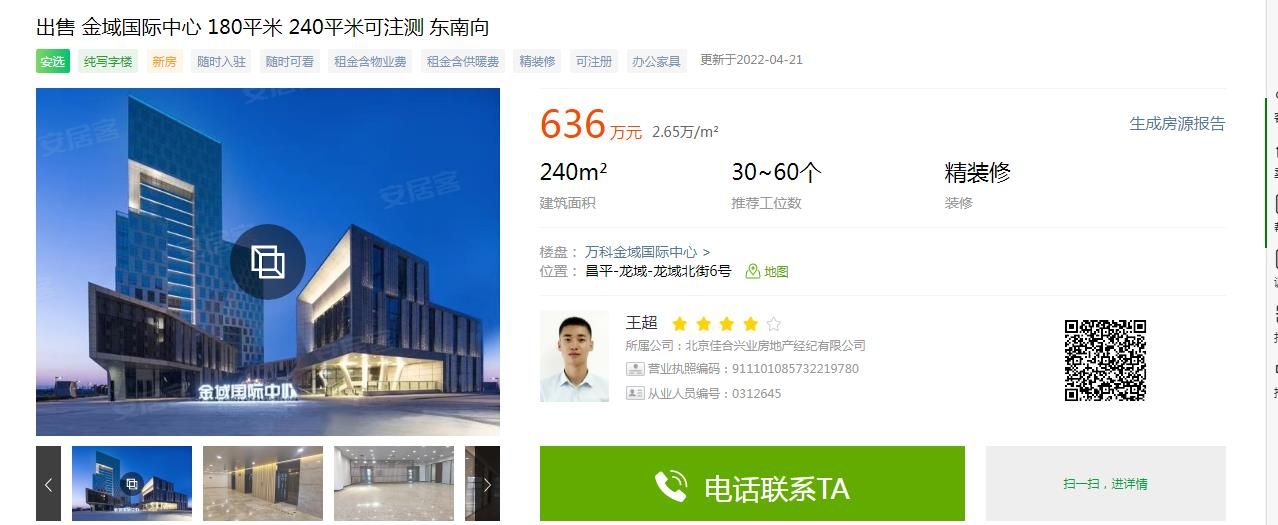 出售 金域国际中心 180平米 240平米可注测 东南向
安选 纯写字楼 新房 随时入驻 随时可看 租金含物业费 租金含供暖费 精装修 可注册 办公家具 更新于2022-04-21
安居客
安居客
金域国际中心
636万元 2.65万/m²
生成房源报告
240m² 30~60个 精装修
建筑面积 推荐工位数 装修
楼盘： 万科金域国际中心 >
位置： 昌平-龙域-龙域北街6号 地图
王超
所属公司：北京佳合兴业房地产经纪有限公司
营业执照编码：911101085732219780
从业人员编号：0312645
电话联系TA
扫一扫，进详情